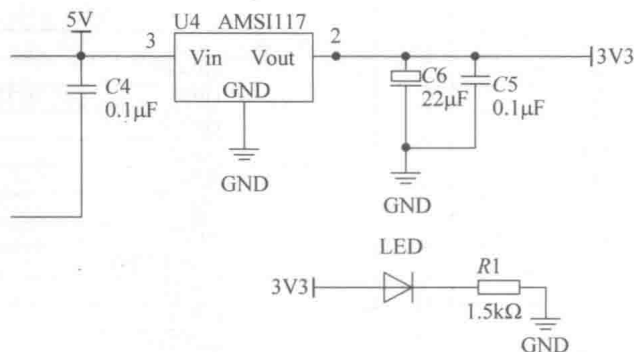 5V
U4 AMSI117
3
2
Vin Vout
GND
3V3
C4
0.1μF
C6
22μF
C5
0.1μF
GND
GND
LED
3V3
R1
1.5kΩ
GND